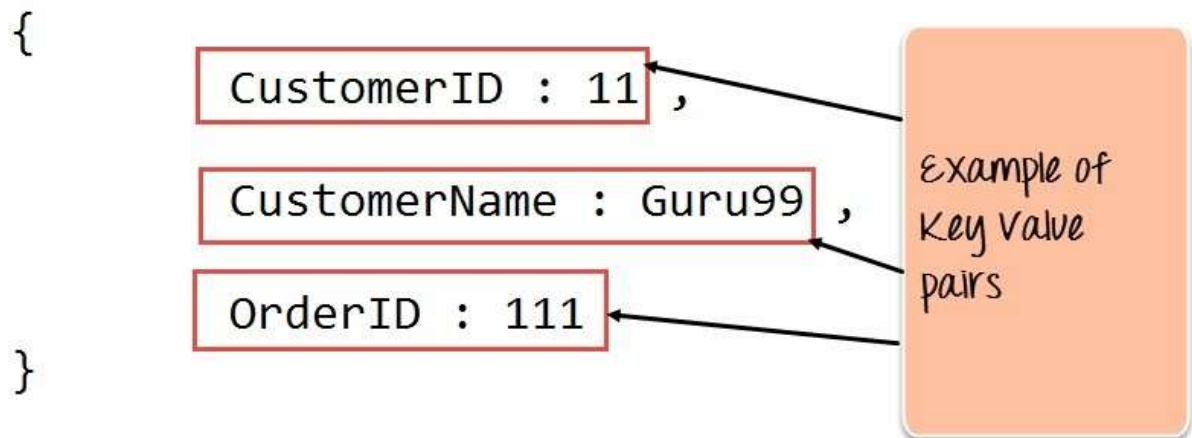 {
CustomerID : 11 ,
CustomerName : Guru99 ,
OrderID : 111
}
Example of
Key Value
pairs